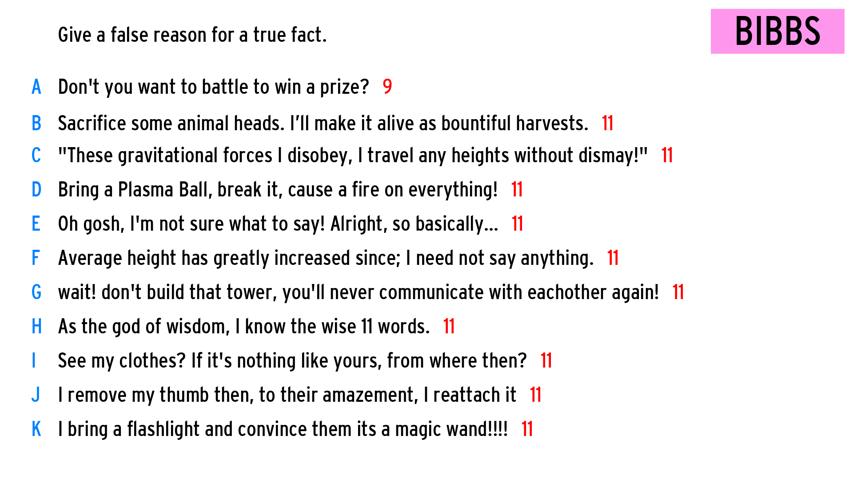 Give a false reason for a true fact.
BIBBS
A Don't you want to battle to win a prize? 9
B Sacrifice some animal heads. I'll make it alive as bountiful harvests. 11
C "These gravitational forces I disobey, I travel any heights without dismay!" 11
D Bring a Plasma Ball, break it, cause a fire on everything! 11
E Oh gosh, I'm not sure what to say! Alright, so basically... 11
F Average height has greatly increased since; I need not say anything. 11
G wait! don't build that tower, you'll never communicate with eachother again! 11
H As the god of wisdom, I know the wise 11 words. 11
I See my clothes? If it's nothing like yours, from where then? 11
J I remove my thumb then, to their amazement, I reattach it 11
K I bring a flashlight and convince them its a magic wand!!!! 11